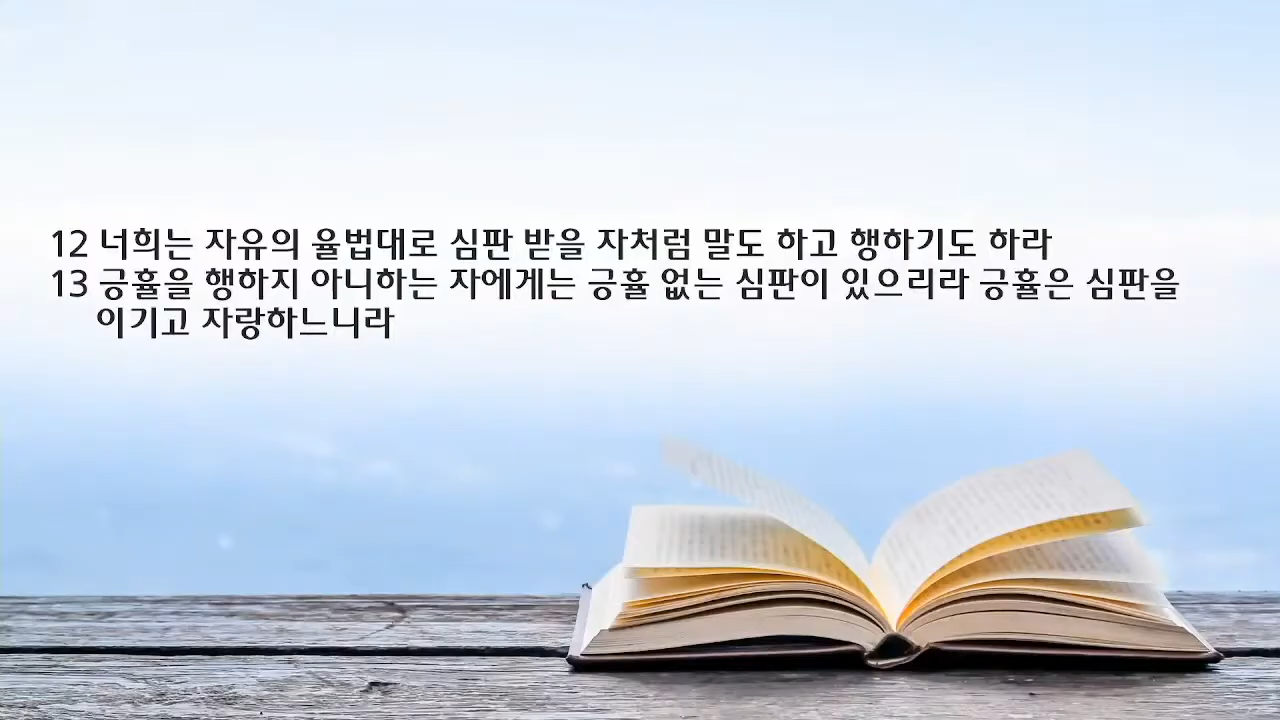 12 너희는 자유의 율법대로 심판 받을 자처럼 말도 하고 행하기도 하라
13 긍휼을 행하지 아니하는 자에게는 긍휼 없는 심판이 있으리라 긍휼은 심판을
이기고 자랑하느니라